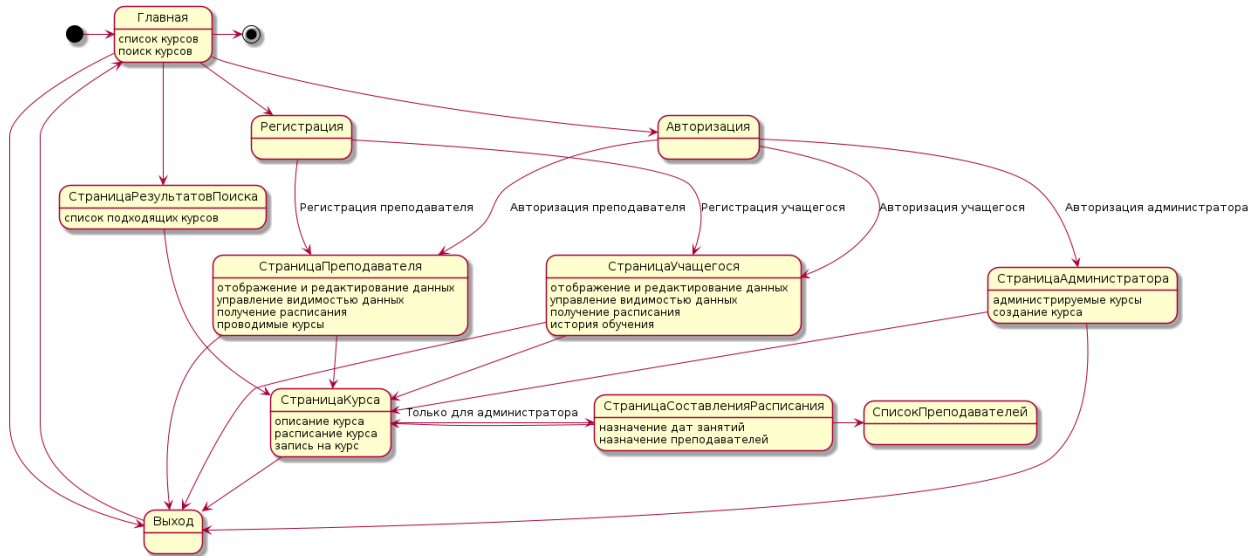 Главная
список курсов
поиск курсов
Регистрация
Авторизация
СтраницаРезультатовПоиска
список подходящих курсов
Регистрация преподавателя
Авторизация преподавателя
Регистрация учащегося
Авторизация учащегося
Авторизация администратора
СтраницаПреподавателя
отображение и редактирование данных
управление видимостью данных
получение расписания
проводимые курсы
СтраницаУчащегося
отображение и редактирование данных
управление видимостью данных
получение расписания
история обучения
СтраницаАдминистратора
администрируемые курсы
создание курса
СтраницаКурса
описание курса
расписание курса
запись на курс
Только для администратора
СтраницаСоставленияРасписания
назначение дат занятий
назначение преподавателей
СписокПреподавателей
Выход